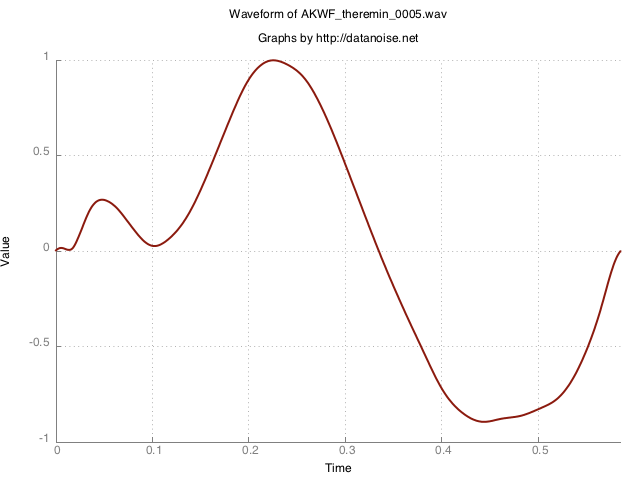 Waveform of AKWF_theremin_0005.wav
Graphs by http://datanoise.net
1
0.5
0
-0.5
-1
Value
0 0.1 0.2 0.3 0.4 0.5
Time